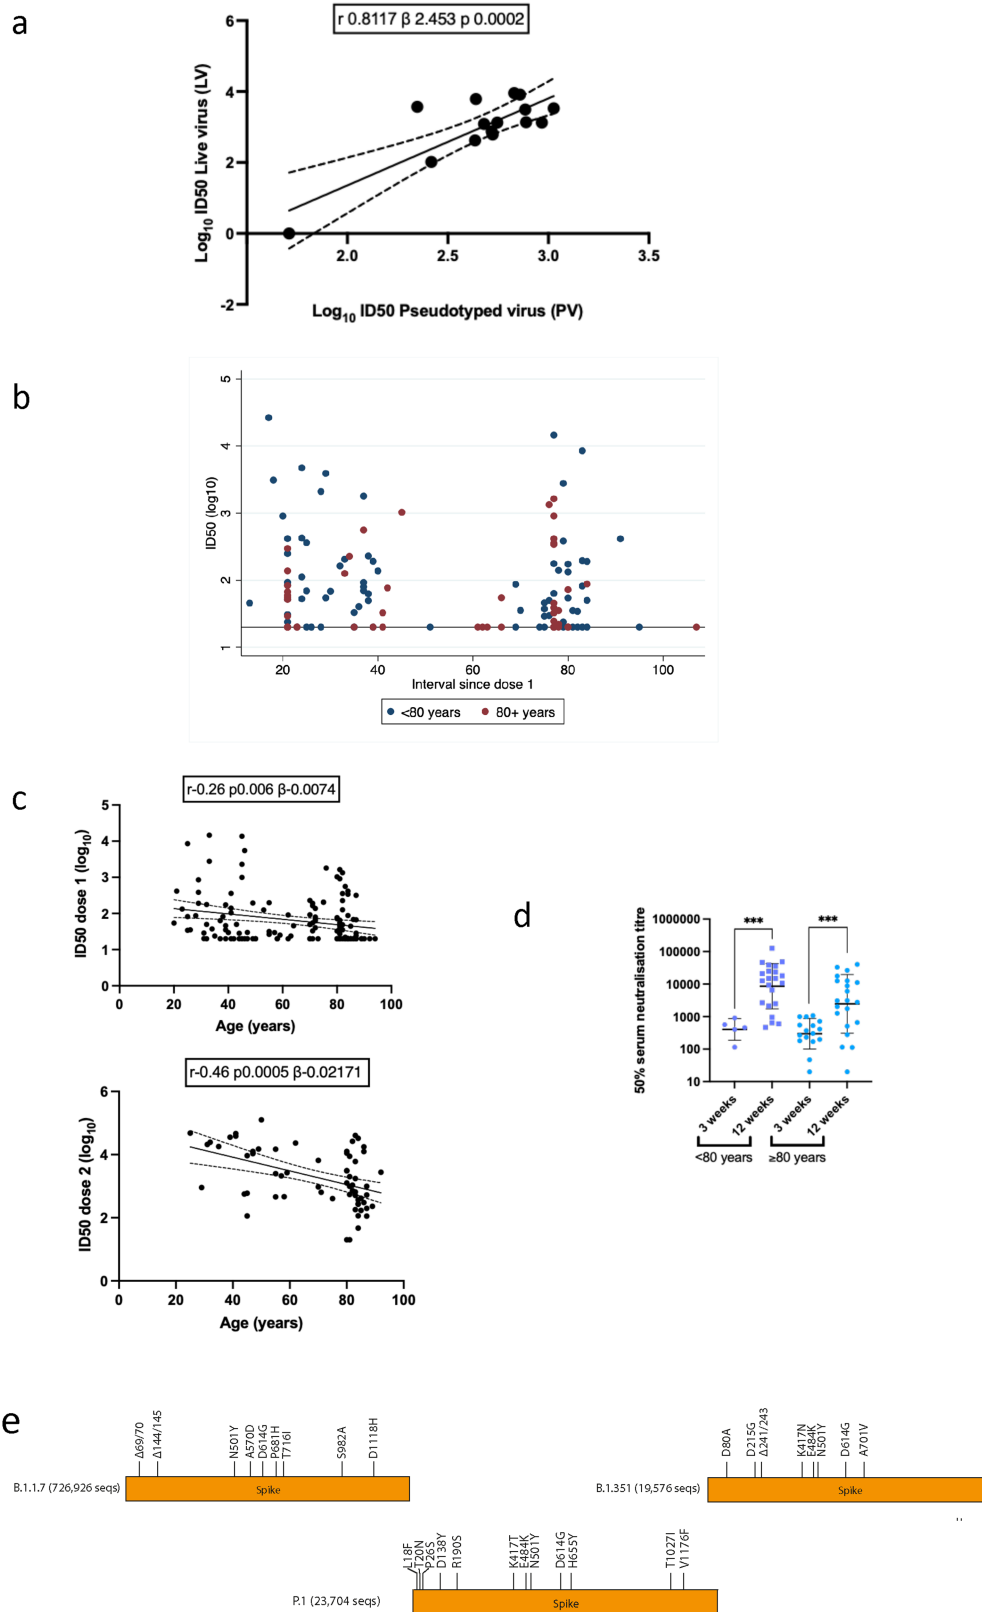 a
r 0.8117 β 2.453 p 0.0002
Log10 ID50 Live virus (LV)
6
4
2
0
-2
2.0 2.5 3.0 3.5
Log10 ID50 Pseudotyped virus (PV)
b
ID50 (log10)
5
4
3
2
1
20 40 60 80 100
Interval since dose 1
<80 years 80+ years
c
r-0.26 p0.006 β-0.0074
ID50 dose 1 (log10)
5
4
3
2
1
0
0 20 40 60 80 100
Age (years)
d
50% serum neutralisation titre
1000000
100000
10000
1000
100
10
*** ***
3 weeks 12 weeks 3 weeks 12 weeks
<80 years ≥80 years
r-0.46 p0.0005 β-0.02171
ID50 dose 2 (log10)
6
4
2
0
0 20 40 60 80 100
Age (years)
e
Δ69/70 Δ144/145 N501Y A570D D614G P681H T716I S982A D1118H
B.1.1.7 (726,926 seqs) Spike
D80A D215G Δ241/243 K417N E484K N501Y D614G A701V
B.1.351 (19,576 seqs) Spike
L18F T20N P26S D138Y R190S K417T E484K N501Y D614G H655Y T1027I V1176F
P.1 (23,704 seqs) Spike